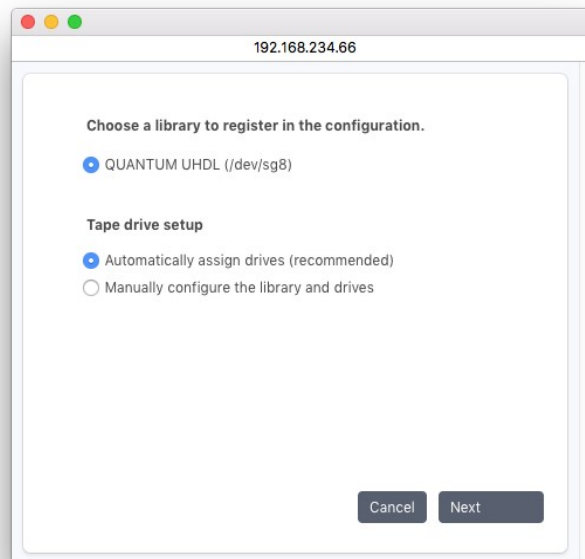 192.168.234.66
Choose a library to register in the configuration.
QUANTUM UHDL (/dev/sg8)
Tape drive setup
Automatically assign drives (recommended)
Manually configure the library and drives
Cancel Next